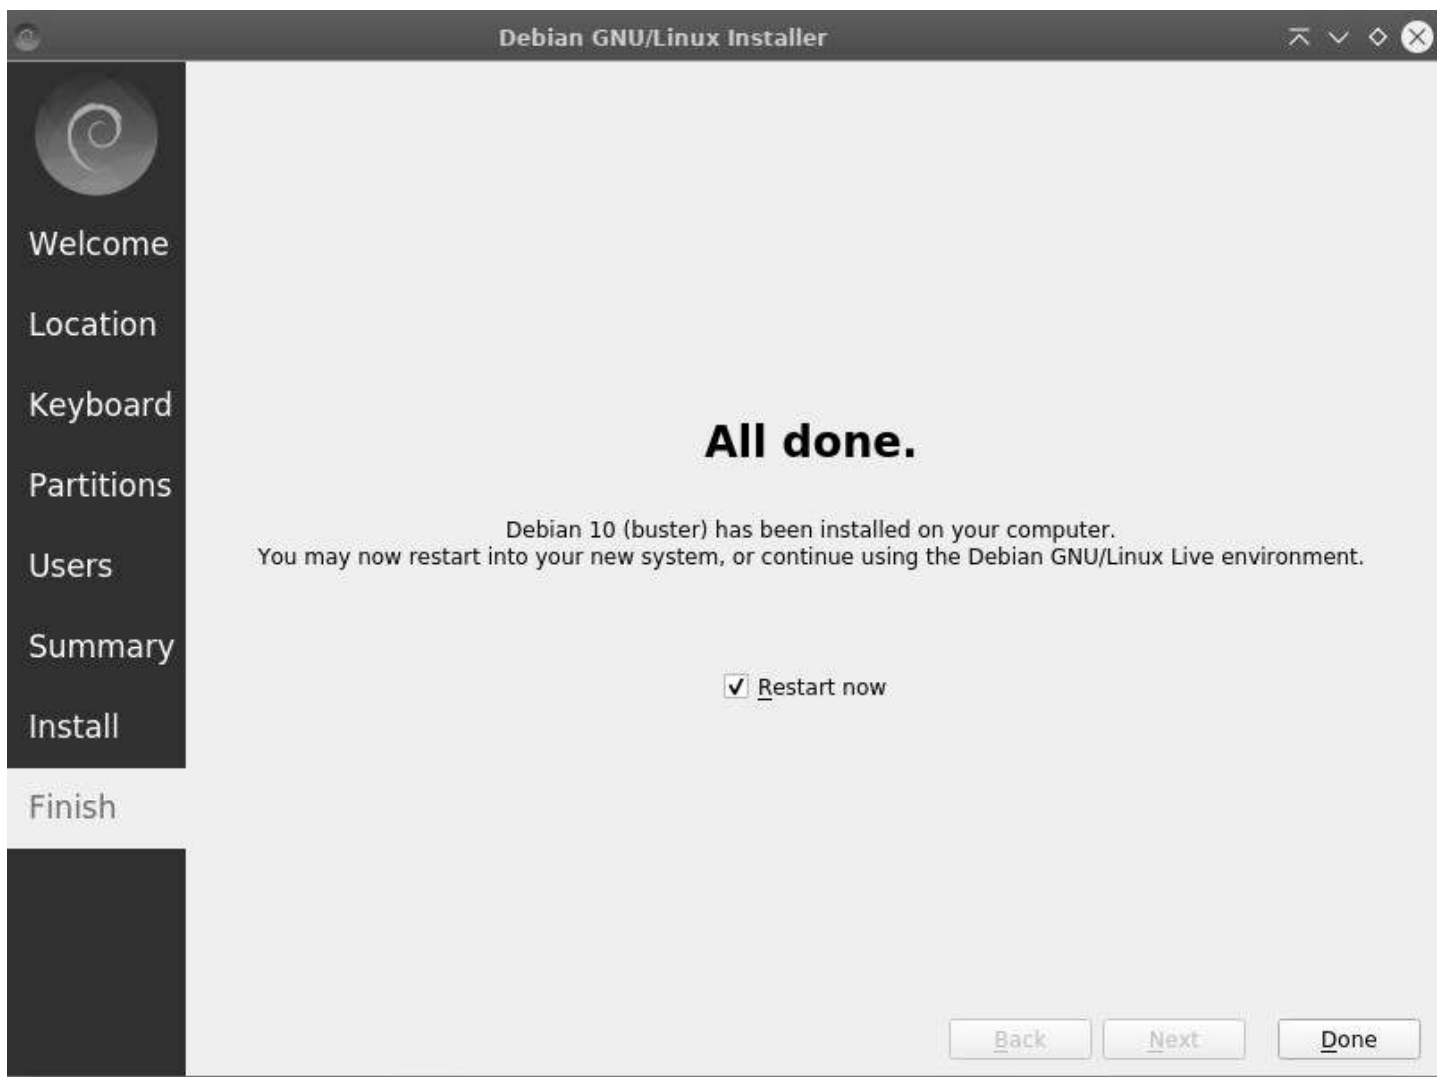 Debian GNU/Linux Installer
Welcome
Location
Keyboard
Partitions
Users
Summary
Install
Finish
All done.
Debian 10 (buster) has been installed on your computer.
You may now restart into your new system, or continue using the Debian GNU/Linux Live environment.
Restart now
Back
Next
Done